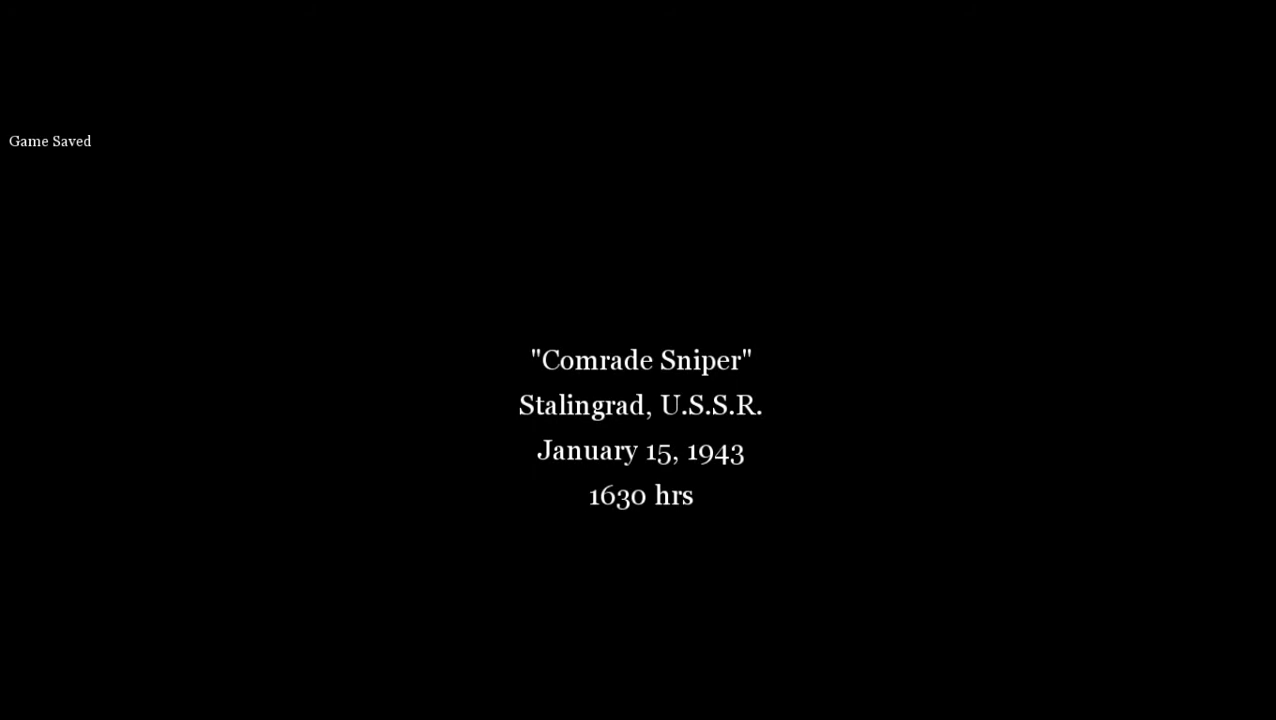 Game Saved
"Comrade Sniper"
Stalingrad, U.S.S.R.
January 15, 1943
1630 hrs